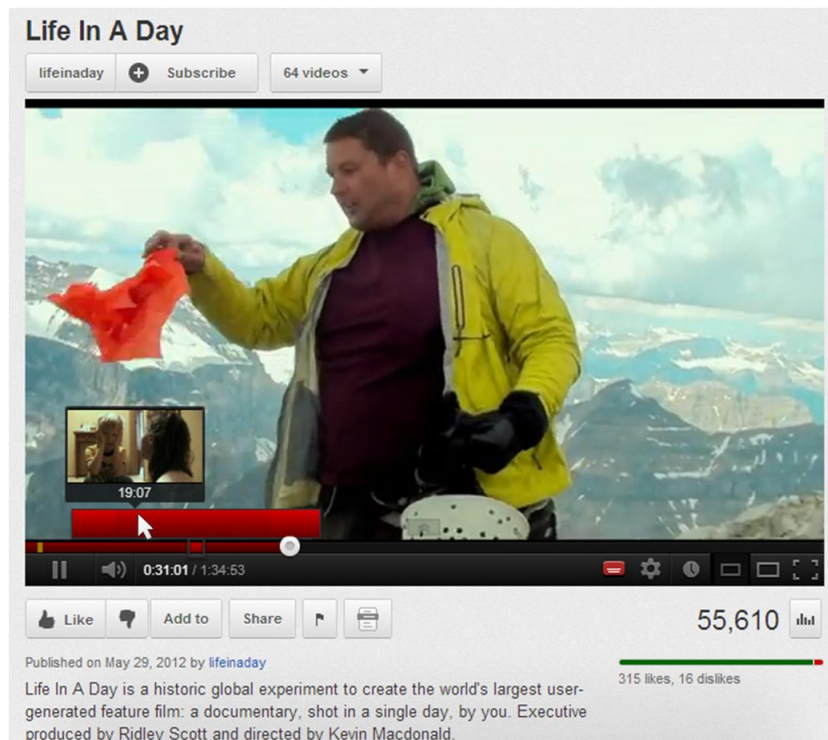 Life In A Day
lifeinaday Subscribe 64 videos
19:07
0:31:01 / 1:34:53
Like Add to Share 55,610
Published on May 29, 2012 by lifeinaday
315 likes, 16 dislikes
Life In A Day is a historic global experiment to create the world's largest user-
generated feature film: a documentary, shot in a single day, by you. Executive
produced by Ridley Scott and directed by Kevin Macdonald.